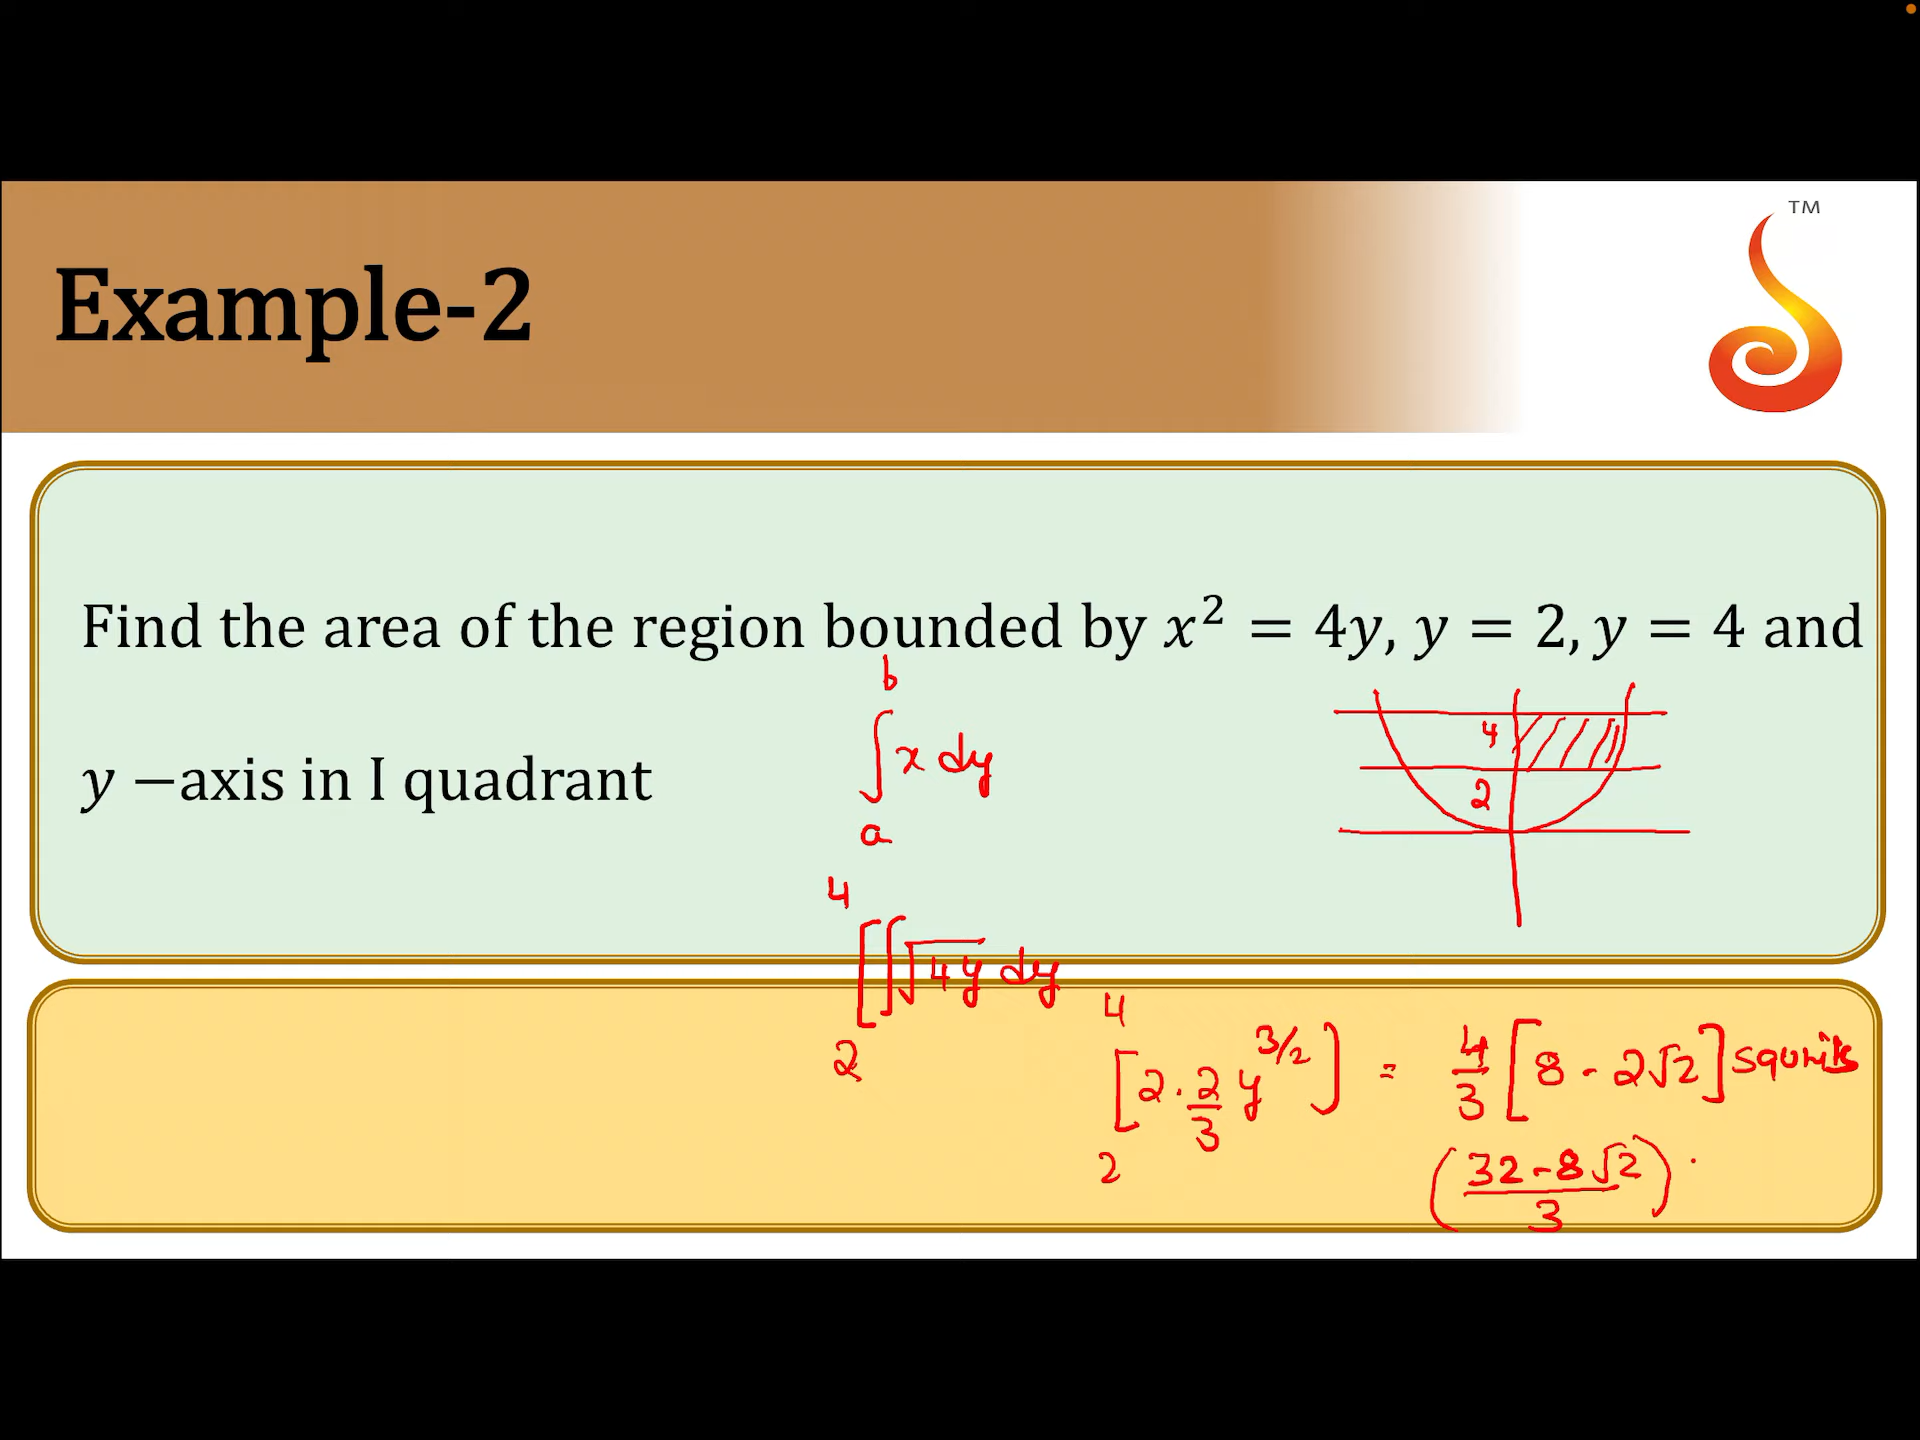 TM
Example-2
Find the area of the region bounded by x² = 4y, y = 2, y = 4 and
y −axis in I quadrant
b
∫ x dy
a
4
2
4
[∫√4y dy
2
4
[2 · 2/3 y^3/2] = 4/3 [8 - 2√2] squnits
2
(32-8√2/3) .